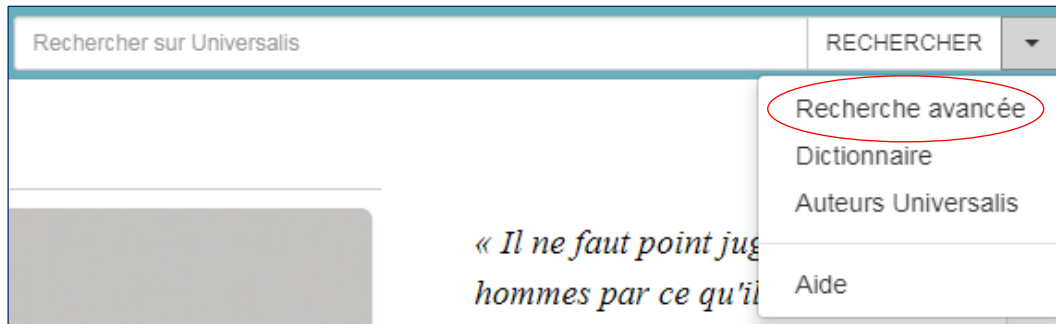 Rechercher sur Universalis
RECHERCHER
Recherche avancée
Dictionnaire
Auteurs Universalis
Aide
« Il ne faut point jug
hommes par ce qu'il